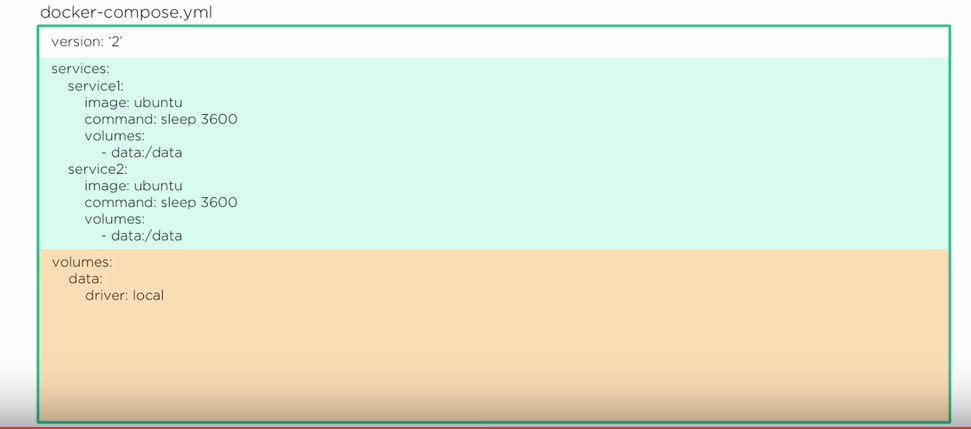 docker-compose.yml
version: ‘2’
services:
service1:
image: ubuntu
command: sleep 3600
volumes:
- data:/data
service2:
image: ubuntu
command: sleep 3600
volumes:
- data:/data
volumes:
data:
driver: local